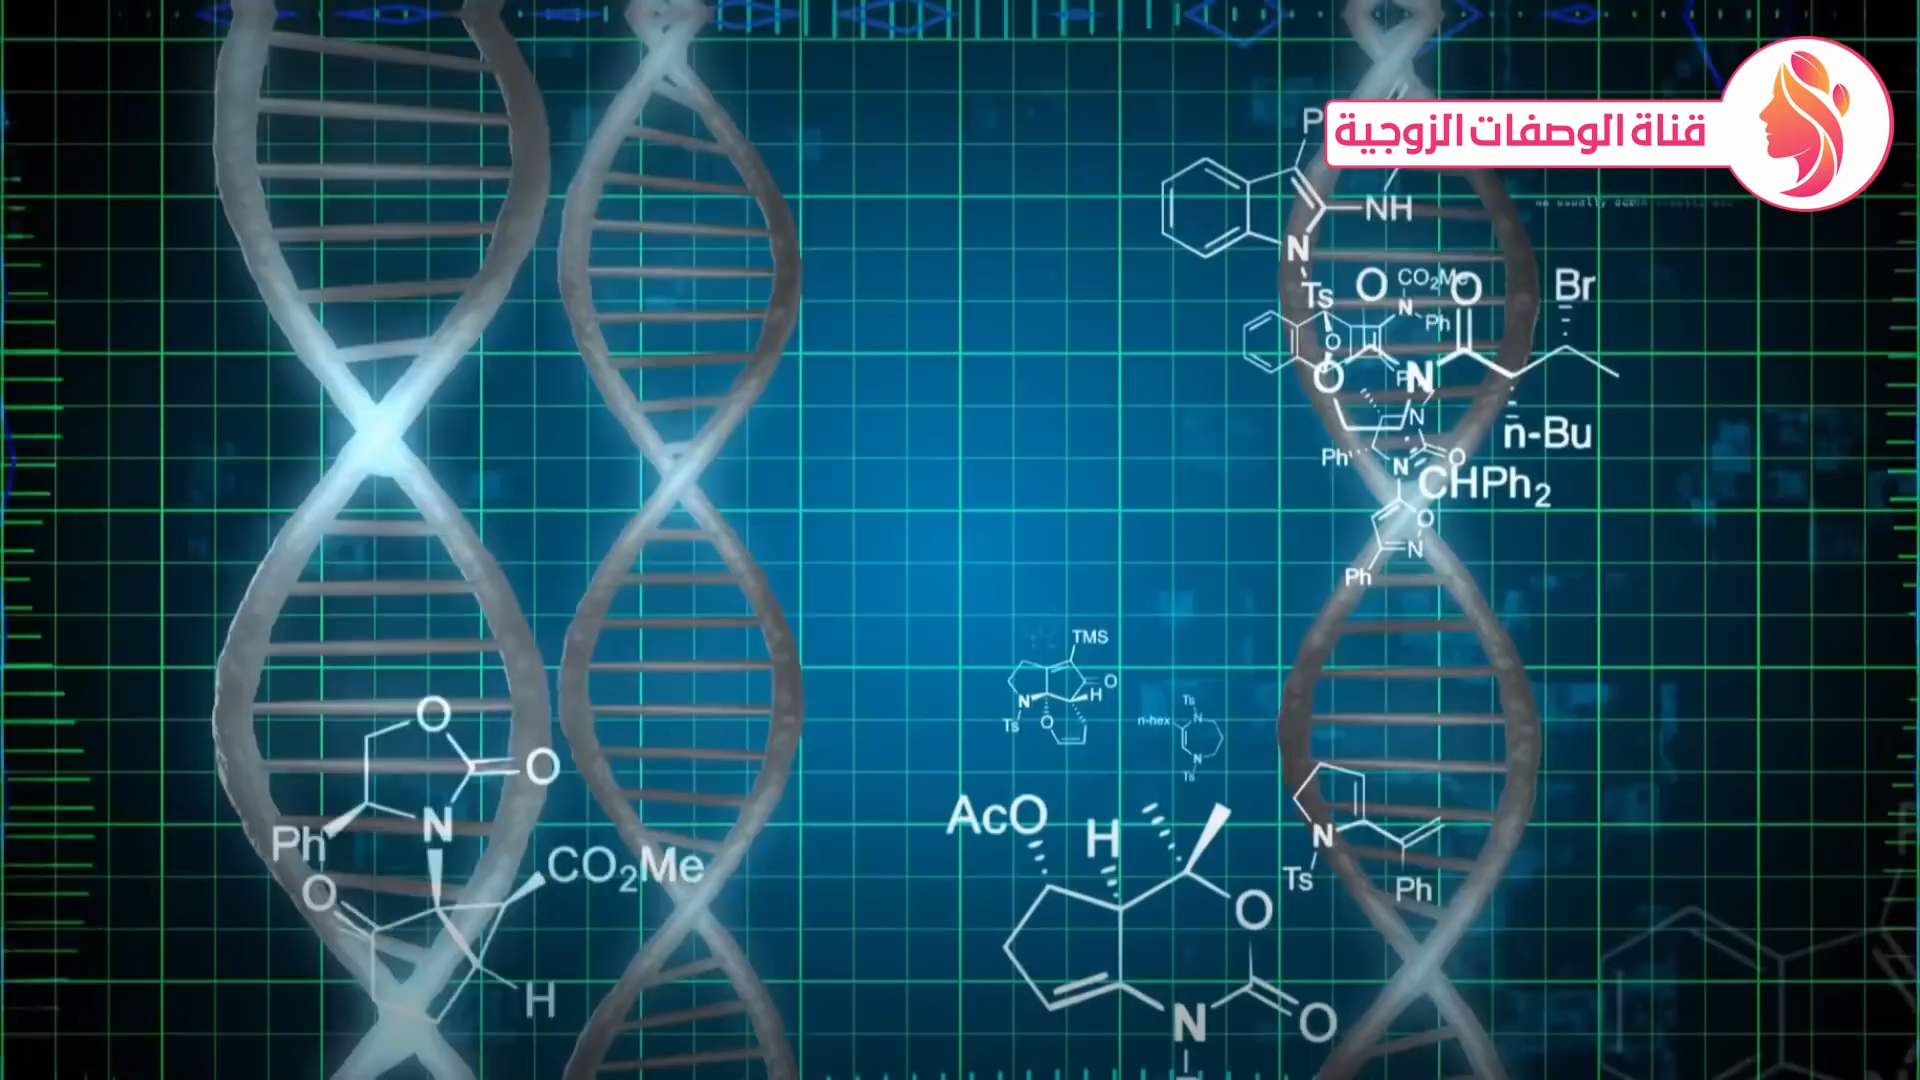 قناة الوصفات الزوجية
NH
N
Ts
O
CO₂Me
O
Br
N
Ph
O
O
N
N
n-Bu
Ph
N
O
CHPh₂
O
N
Ph
TMS
O
N
H
Ts
O
Ts
n-hex
N
N
Ts
O
O
Ph
N
O
CO₂Me
H
AcO
H
O
N
O
N
Ts
Ph